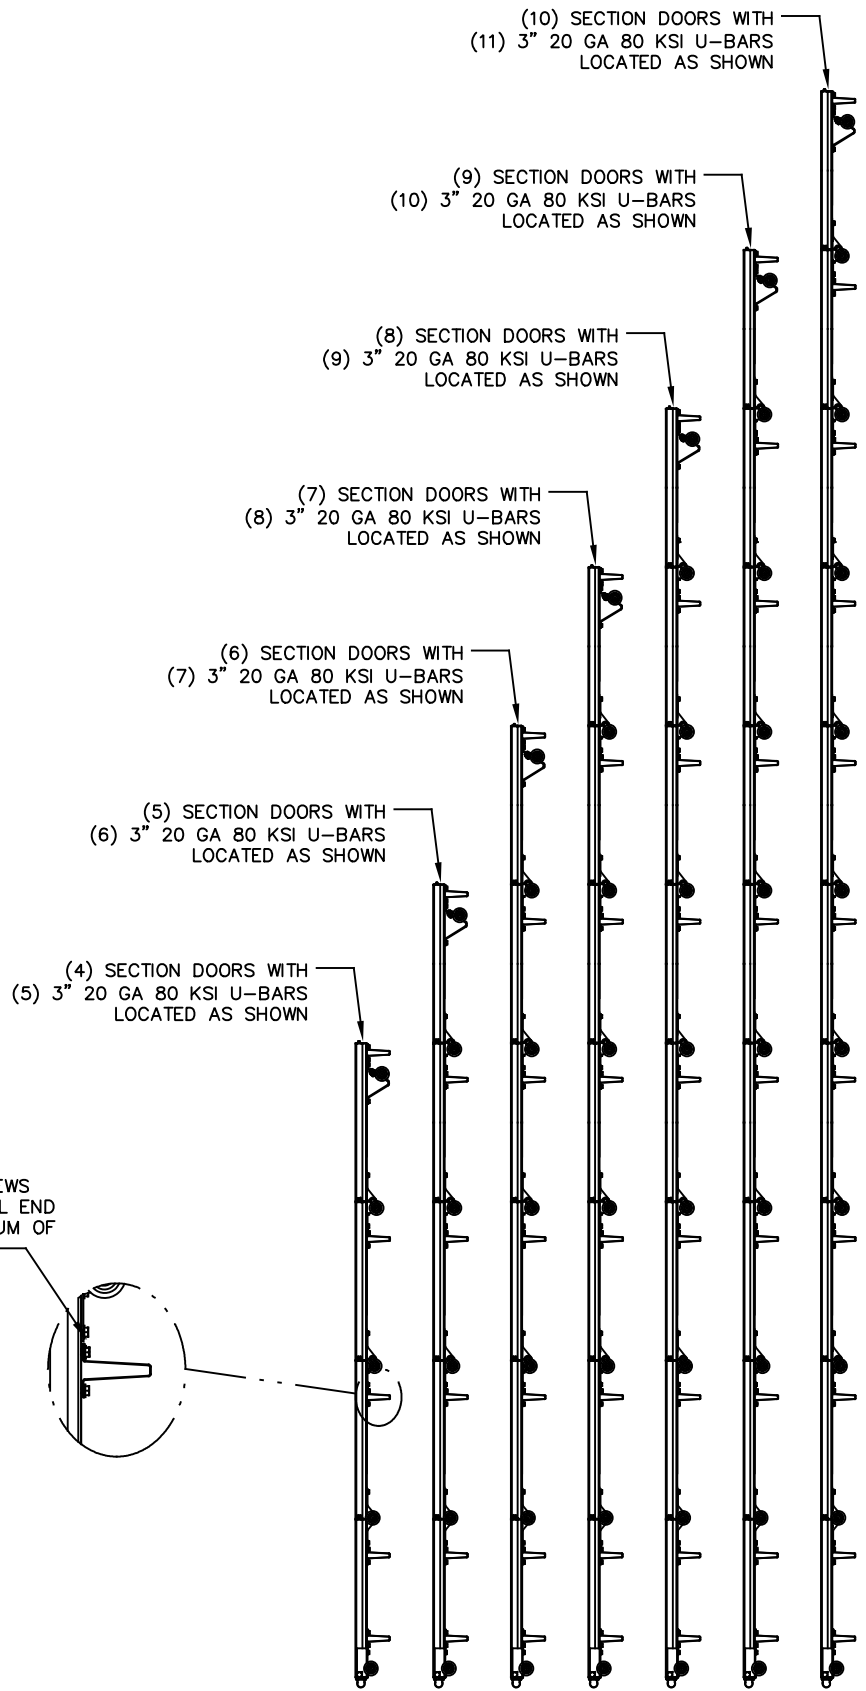 (10) SECTION DOORS WITH
(11) 3” 20 GA 80 KSI U-BARS
LOCATED AS SHOWN
(9) SECTION DOORS WITH
(10) 3” 20 GA 80 KSI U-BARS
LOCATED AS SHOWN
(8) SECTION DOORS WITH
(9) 3” 20 GA 80 KSI U-BARS
LOCATED AS SHOWN
(7) SECTION DOORS WITH
(8) 3” 20 GA 80 KSI U-BARS
LOCATED AS SHOWN
(6) SECTION DOORS WITH
(7) 3” 20 GA 80 KSI U-BARS
LOCATED AS SHOWN
(5) SECTION DOORS WITH
(6) 3” 20 GA 80 KSI U-BARS
LOCATED AS SHOWN
(4) SECTION DOORS WITH
(5) 3” 20 GA 80 KSI U-BARS
LOCATED AS SHOWN
END
OF